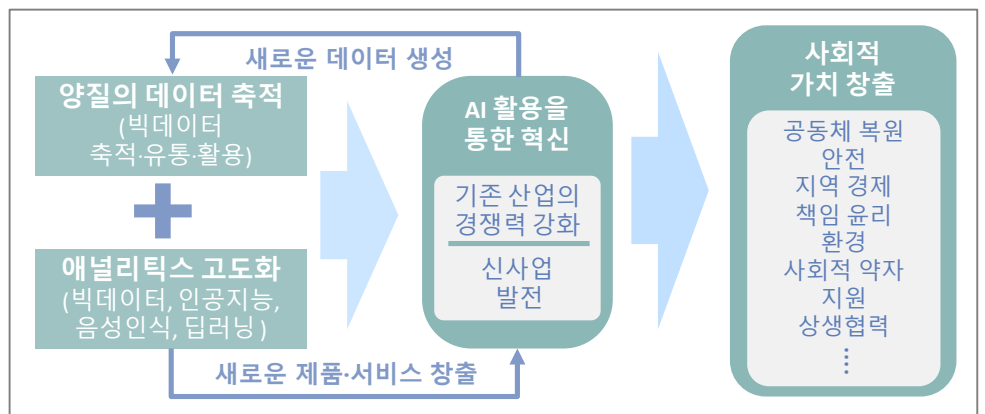 새로운 데이터 생성
양질의 데이터 축적
(빅데이터
축적·유통·활용)
애널리틱스 고도화
(빅데이터, 인공지능,
음성인식, 딥러닝)
새로운 제품·서비스 창출
AI 활용을
통한 혁신
기존 산업의
경쟁력 강화
신사업
발전
사회적
가치 창출
공동체 복원
안전
지역 경제
책임 윤리
환경
사회적 약자
지원
상생협력